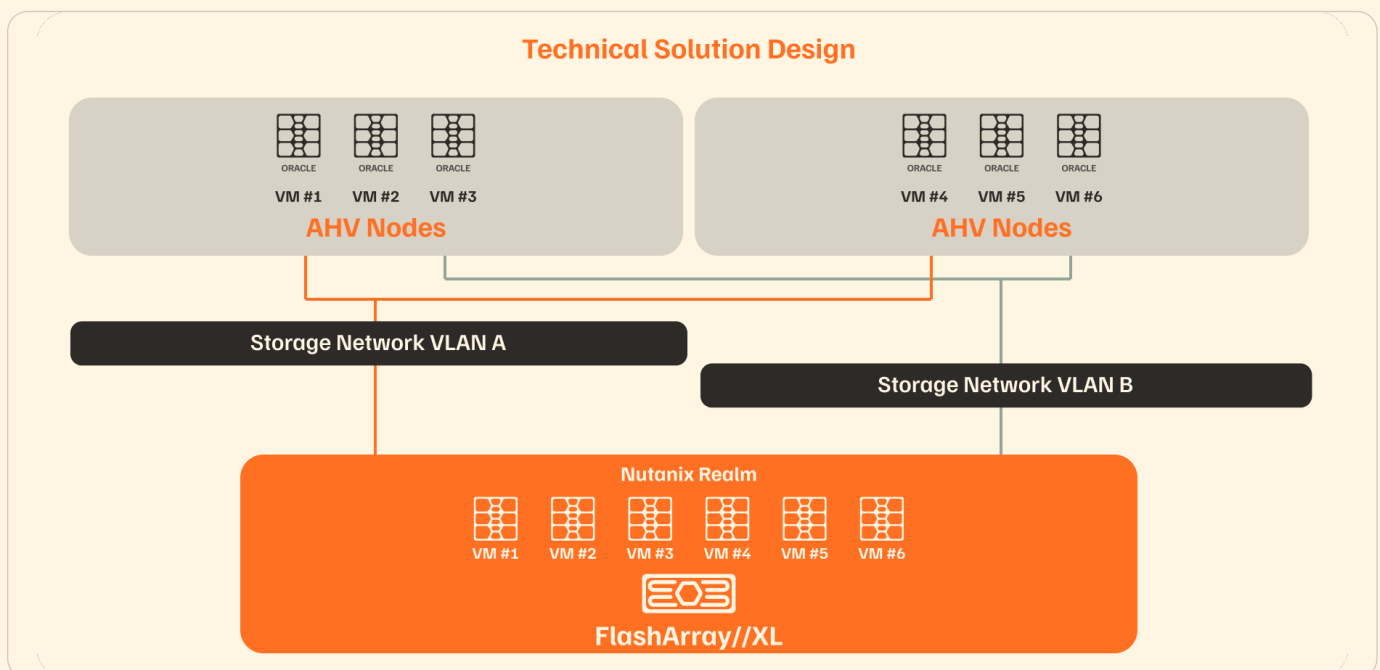 Technical Solution Design
ORACLE ORACLE ORACLE
VM #1 VM #2 VM #3
AHV Nodes
ORACLE ORACLE ORACLE
VM #4 VM #5 VM #6
AHV Nodes
Storage Network VLAN A
Storage Network VLAN B
Nutanix Realm
VM #1 VM #2 VM #3 VM #4 VM #5 VM #6
FlashArray//XL